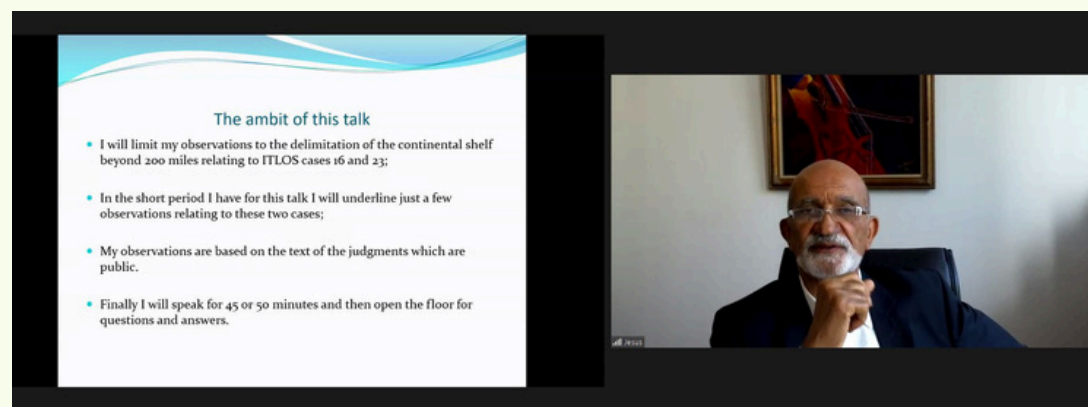 The ambit of this talk
• I will limit my observations to the delimitation of the continental shelf
beyond 200 miles relating to ITLOS cases 16 and 23;
• In the short period I have for this talk I will underline just a few
observations relating to these two cases;
• My observations are based on the text of the judgments which are
public.
• Finally I will speak for 45 or 50 minutes and then open the floor for
questions and answers.
Jesus